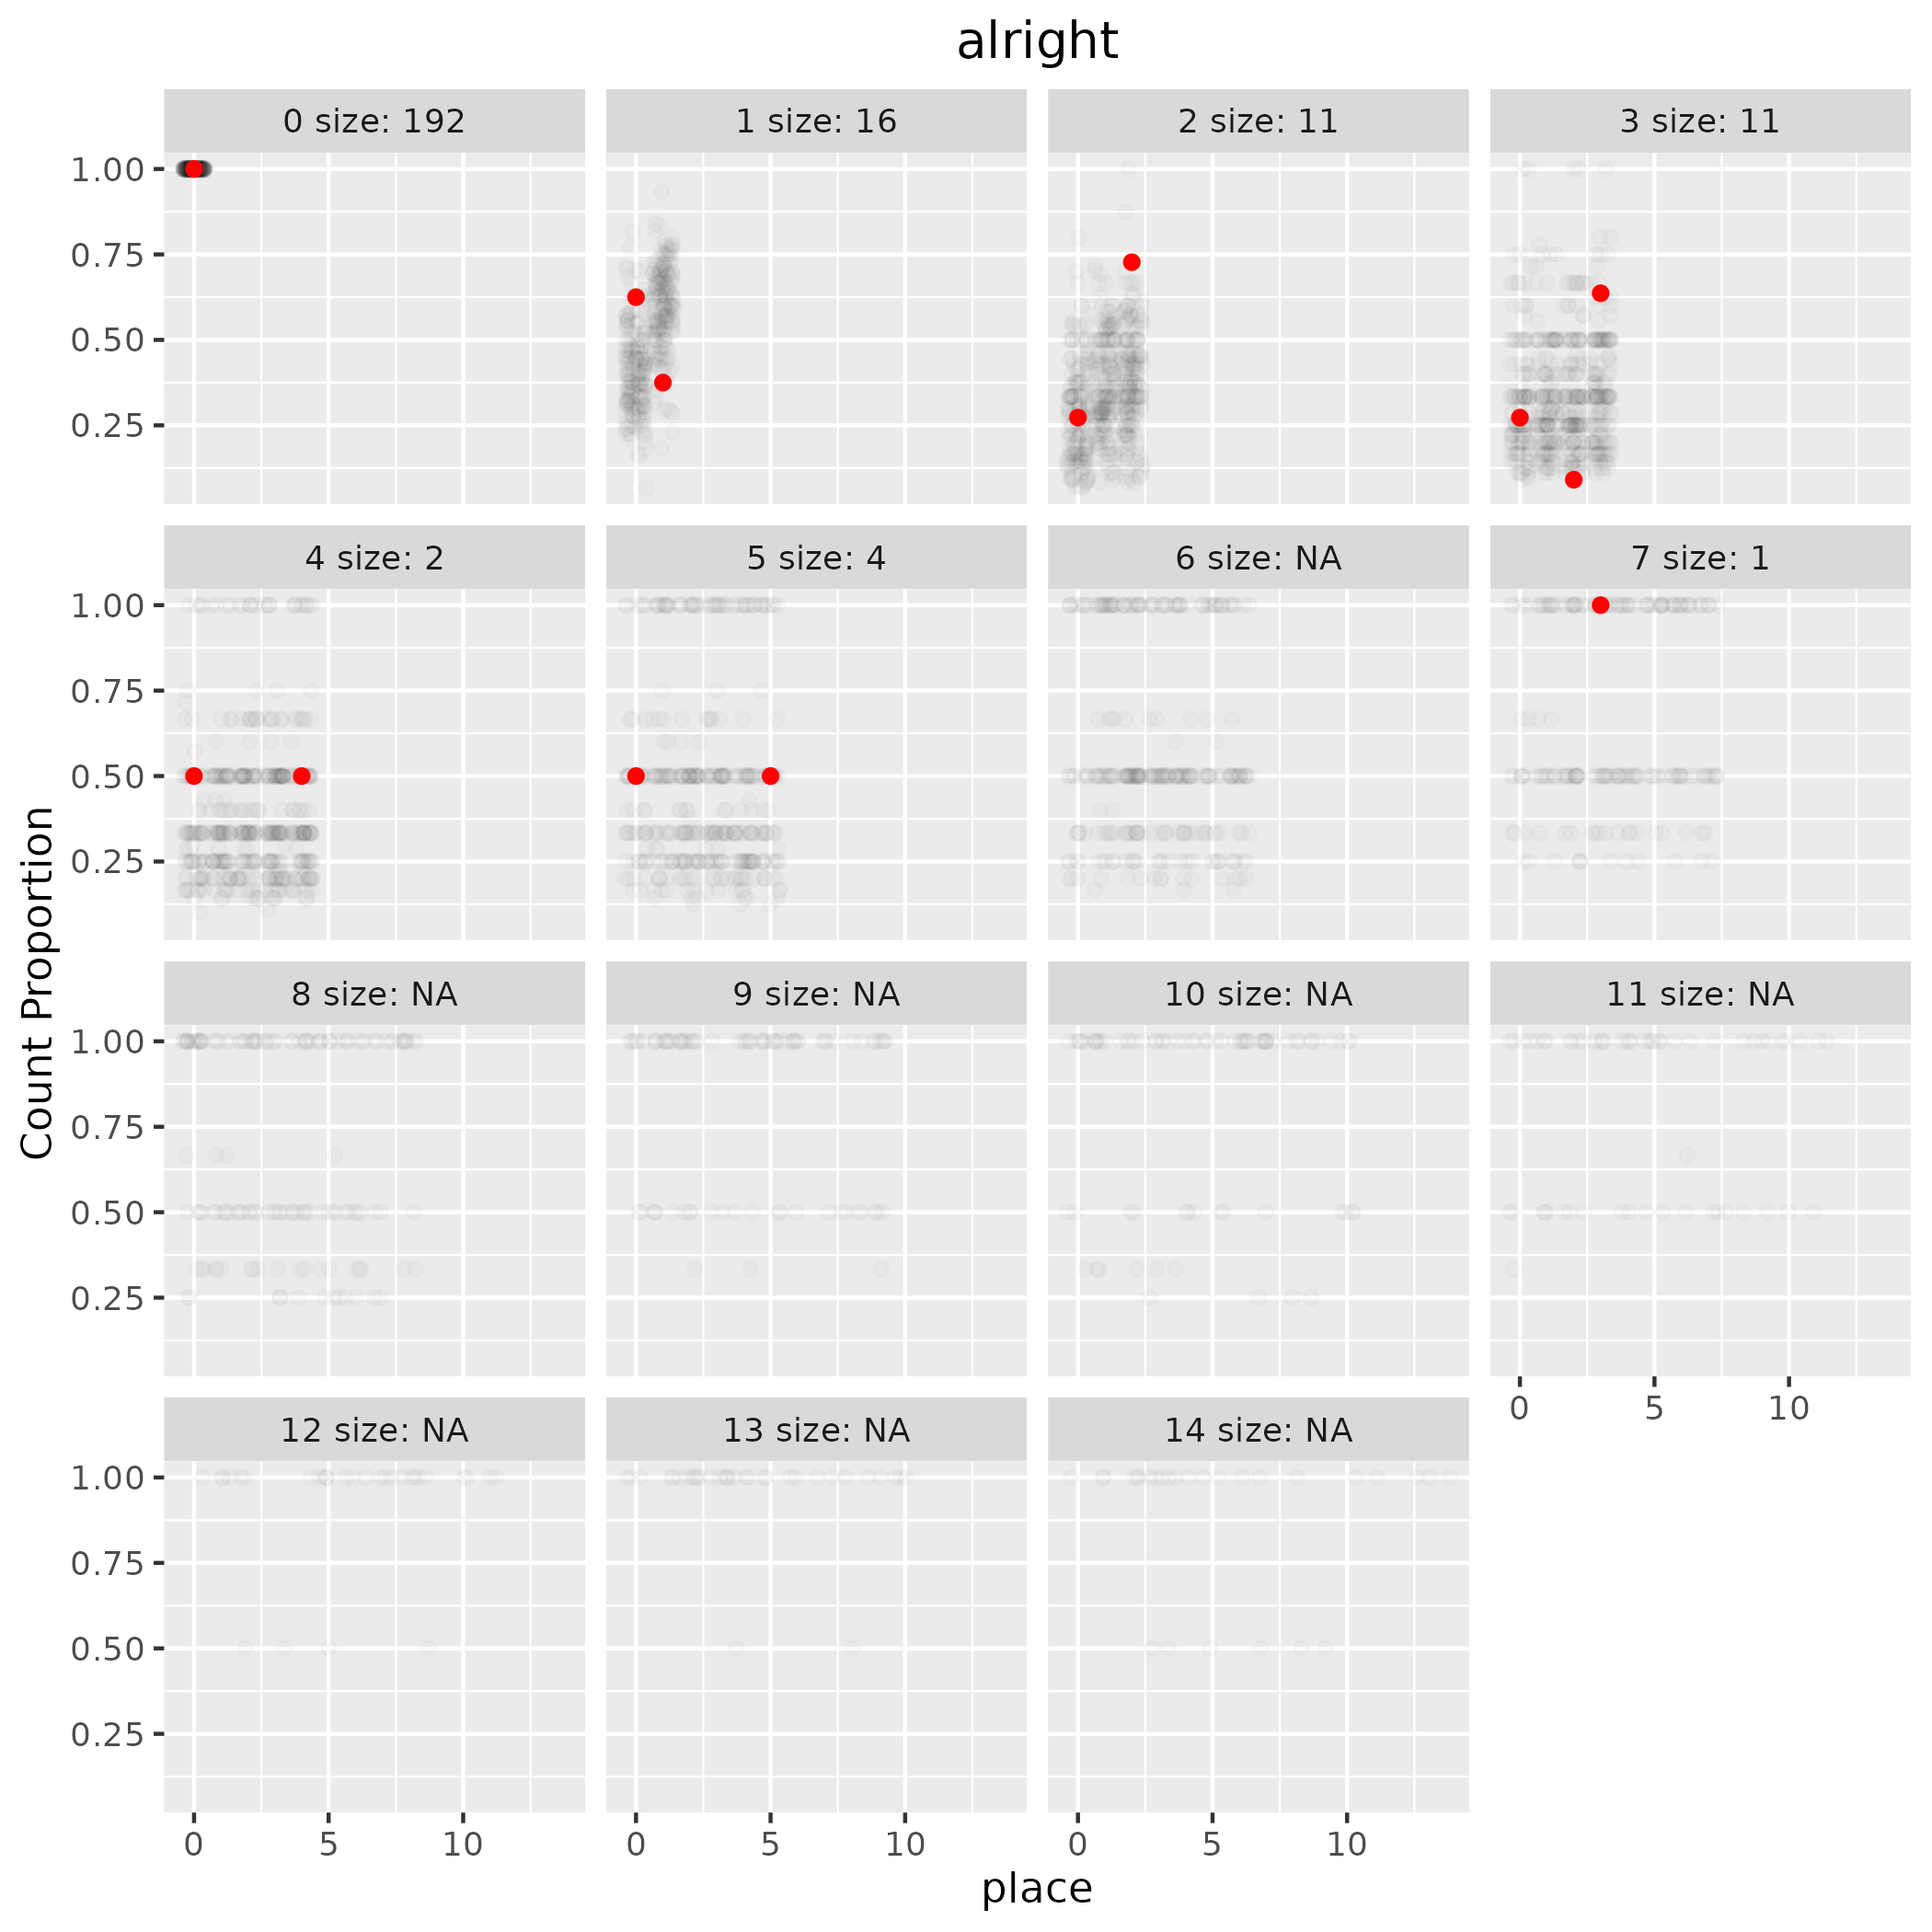 alright
0 size: 192
1 size: 16
2 size: 11
3 size: 11
1.00
0.75
0.50
0.25
4 size: 2
5 size: 4
6 size: NA
7 size: 1
1.00
0.75
0.50
0.25
Count Proportion
8 size: NA
9 size: NA
10 size: NA
11 size: NA
1.00
0.75
0.50
0.25
0 5 10
12 size: NA
13 size: NA
14 size: NA
1.00
0.75
0.50
0.25
0 5 10
0 5 10
0 5 10
place